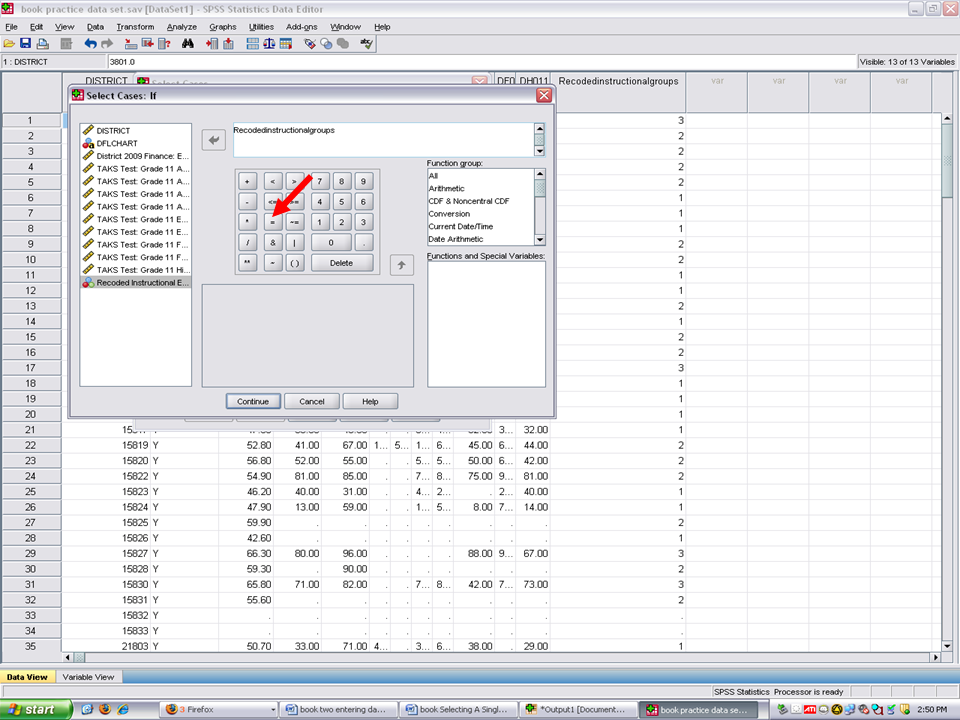 book practice data set.sav [DataSet1] - SPSS Statistics Data Editor
File Edit View Data Transform Analyze Graphs Utilities Add-ons Window Help
1 : DISTRICT 3801.0 Visible: 13 of 13 Variables
DISTRICT Select Cases DF0 DH011 Recodedinstructionalgroups var var var var
Select Cases: If
DISTRICT
DFLCHART
District 2009 Finance: E...
TAKS Test: Grade 11 A...
TAKS Test: Grade 11 A...
TAKS Test: Grade 11 A...
TAKS Test: Grade 11 A...
TAKS Test: Grade 11 E...
TAKS Test: Grade 11 E...
TAKS Test: Grade 11 F...
TAKS Test: Grade 11 F...
TAKS Test: Grade 11 Hi...
Recoded Instructional E...
Recodedinstructionalgroups
+ < > 7 8 9
- <= >= 4 5 6
* = ~= 1 2 3
/ & | 0 .
** ~ ( ) Delete
Function group:
All
Arithmetic
CDF & Noncentral CDF
Conversion
Current Date/Time
Date Arithmetic
Functions and Special Variables:
Continue Cancel Help
1 3
2 2
3 2
4 2
5 2
6 1
7 1
8 1
9 2
10 2
11 1
12 1
13 2
14 1
15 2
16 2
17 3
18 1
19 1
20 1
21 32.00 1
22 15819 Y 52.80 41.00 67.00 1... 5... 1... 6... 45.00 6... 44.00 2
23 15820 Y 56.80 52.00 55.00 . . 5... 5... 50.00 6... 42.00 2
24 15822 Y 54.90 81.00 85.00 . . 7... 8... 75.00 9... 81.00 2
25 15823 Y 46.20 40.00 31.00 . . 4... 2... . 2... 40.00 1
26 15824 Y 47.90 13.00 59.00 . . 1... 5... 8.00 7... 14.00 1
27 15825 Y 59.90 . . . . . . . . . 2
28 15826 Y 42.60 . . . . . . . . . 1
29 15827 Y 66.30 80.00 96.00 . . . . 88.00 9... 67.00 3
30 15828 Y 59.30 . 90.00 . . . . . . . 2
31 15830 Y 65.80 71.00 82.00 . . 7... 8... 42.00 7... 73.00 3
32 15831 Y 55.60 . . . . . . . . . 2
33 15832 Y . . . . . . . . . . .
34 15833 Y . . . . . . . . . . .
35 21803 Y 50.70 33.00 71.00 4... . 3... 6... 38.00 . 29.00 1
Data View Variable View
SPSS Statistics Processor is ready
start 3 Firefox book two entering da... book Selecting A Singl... *Output1 [Document... book practice data se... ATI 2:50 PM